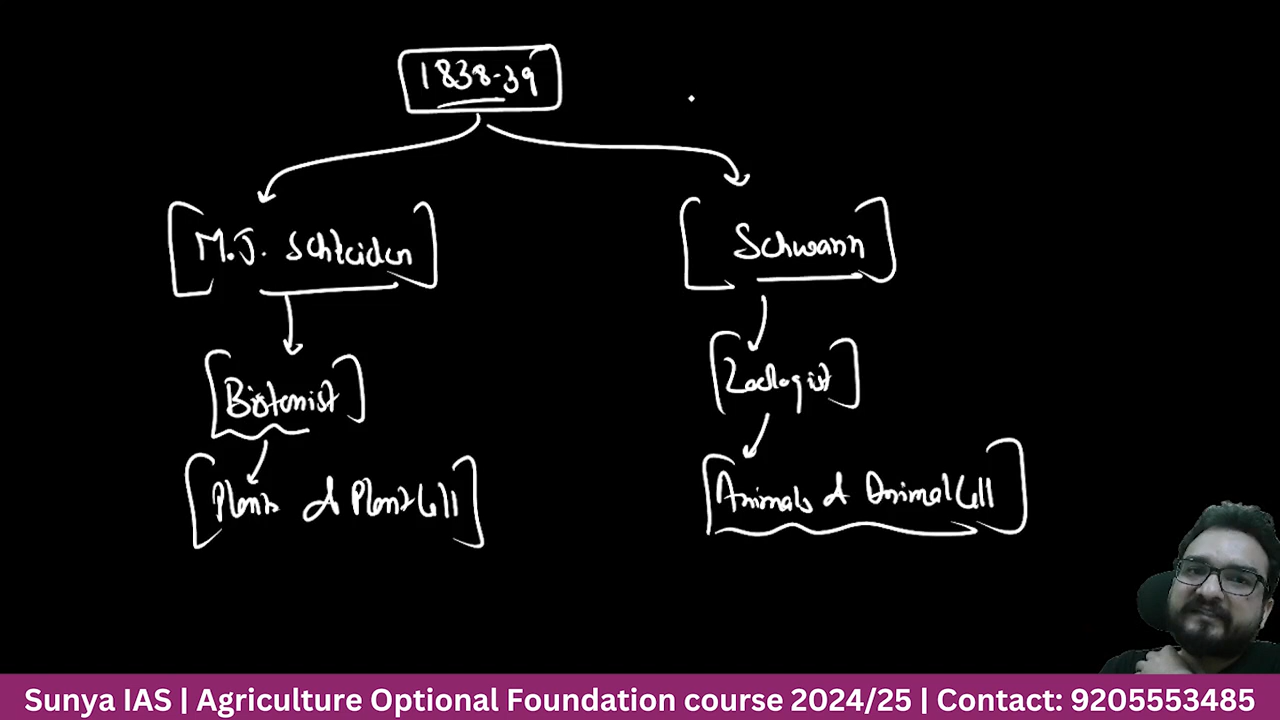 1838-39
M.J. Schleiden
Schwann
Botanist
Zoologist
Plants & Plant Cell
Animals & Animal Cell
Sunya IAS | Agriculture Optional Foundation course 2024/25 | Contact: 9205553485